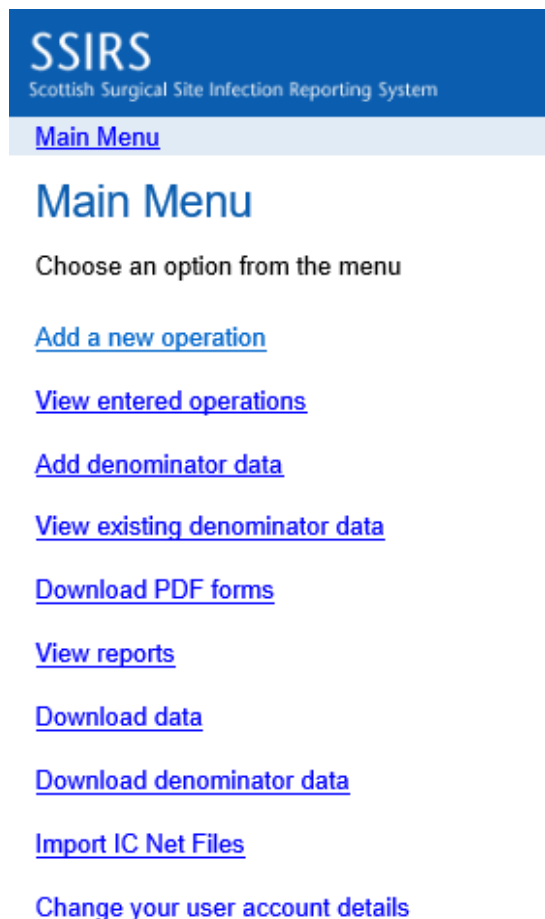 SSIRS
Scottish Surgical Site Infection Reporting System
Main Menu
Main Menu
Choose an option from the menu
Add a new operation
View entered operations
Add denominator data
View existing denominator data
Download PDF forms
View reports
Download data
Download denominator data
Import IC Net Files
Change your user account details